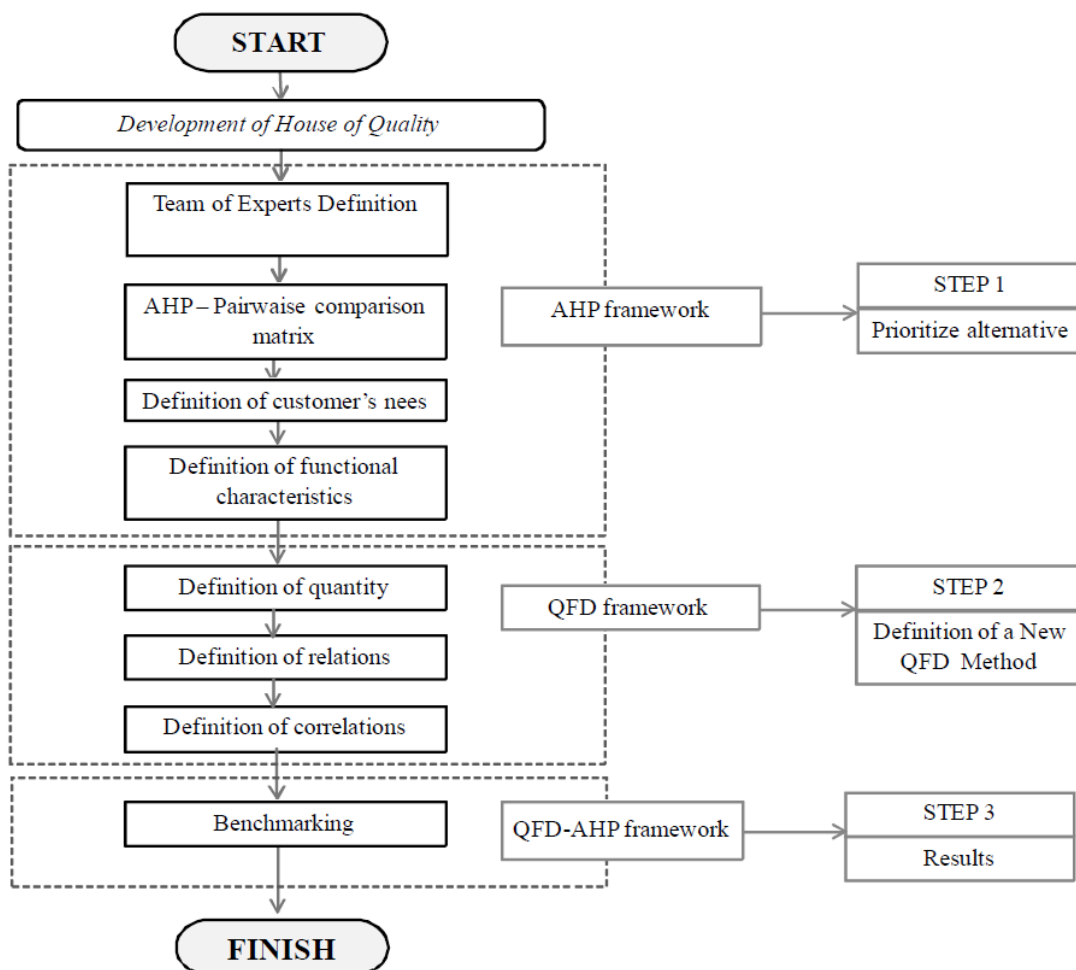 START
Development of House of Quality
Team of Experts Definition
AHP – Pairwaise comparison
matrix
AHP framework
STEP 1
Prioritize alternative
Definition of customer's nees
Definition of functional
characteristics
Definition of quantity
QFD framework
STEP 2
Definition of a New
QFD Method
Definition of relations
Definition of correlations
Benchmarking
QFD-AHP framework
STEP 3
Results
FINISH